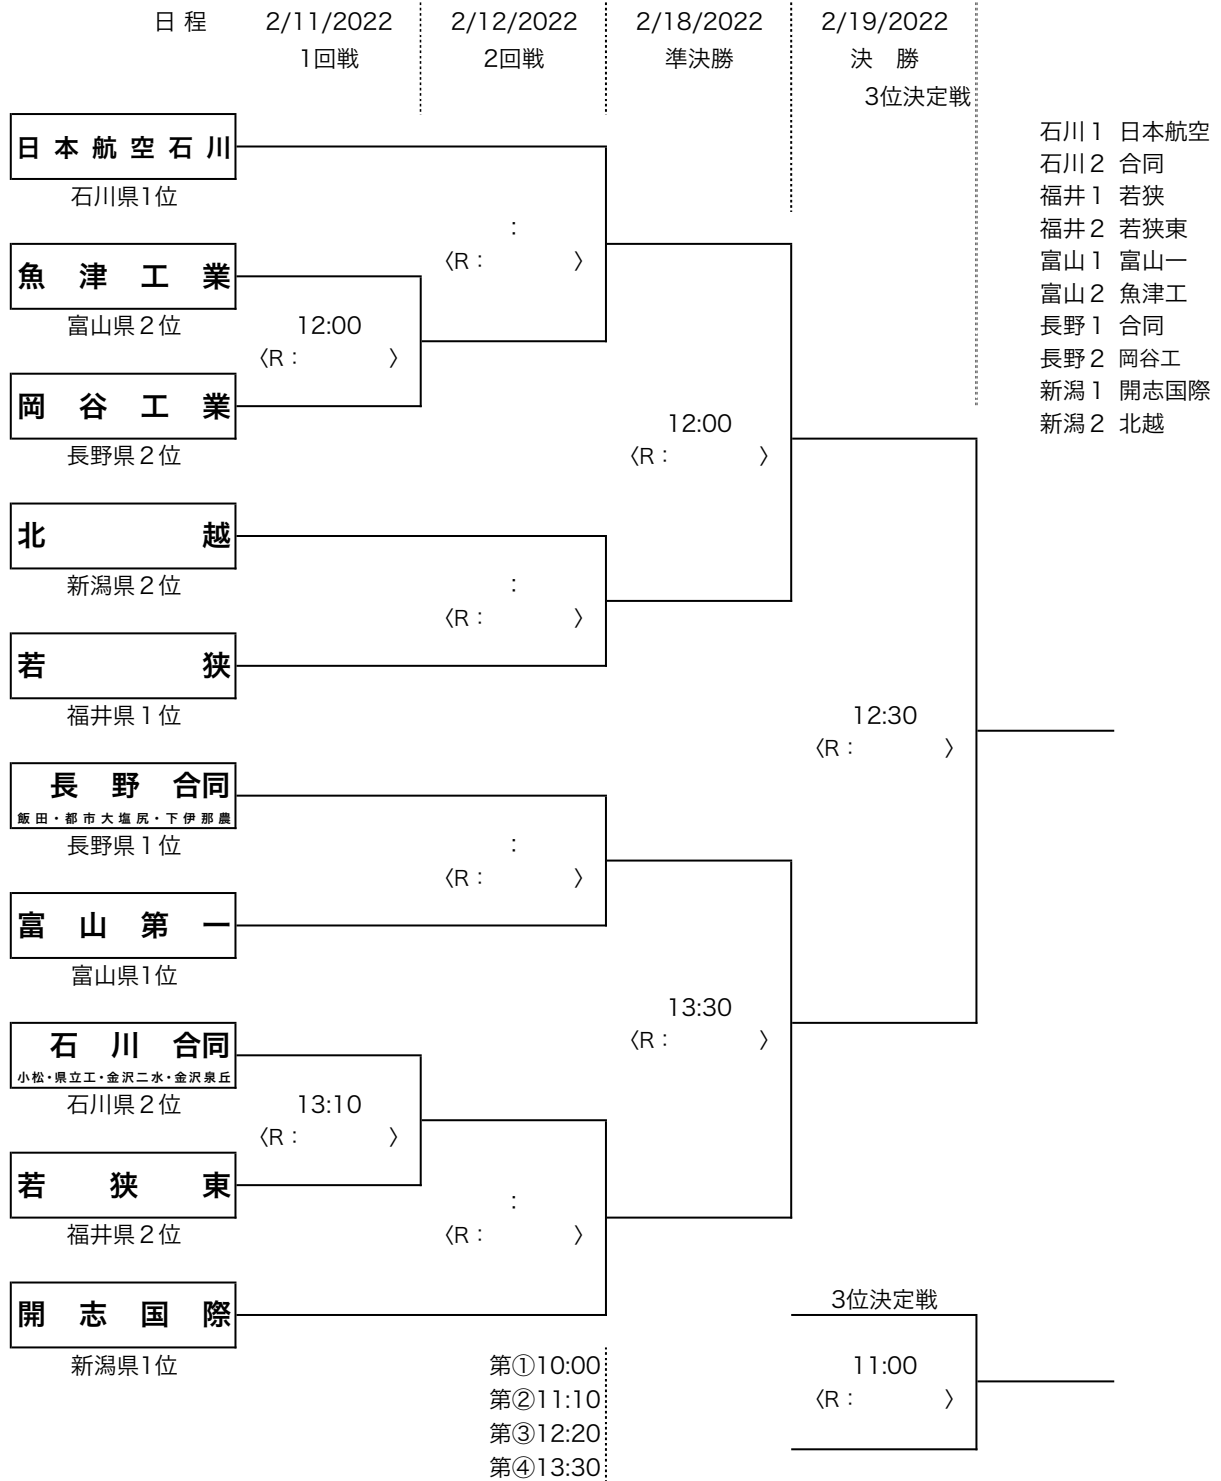 日 程 2/11/2022 2/12/2022 2/18/2022 2/19/2022
1回戦 2回戦 準決勝 決 勝
3位決定戦
石川１ 日本航空
石川２ 合同
福井１ 若狭
福井２ 若狭東
富山１ 富山一
富山２ 魚津工
長野１ 合同
長野２ 岡谷工
新潟１ 開志国際
新潟２ 北越
日本航空石川
石川県1位
：
〈R： 〉
魚津工業
富山県２位
12:00
〈R： 〉
岡谷工業
長野県２位
12:00
〈R： 〉
北越
新潟県２位
：
〈R： 〉
若狭
福井県１位
12:30
〈R： 〉
長野 合同
飯田・都市大塩尻・下伊那農
長野県１位
：
〈R： 〉
富山第一
富山県1位
13:30
〈R： 〉
石川 合同
小松・県立工・金沢二水・金沢泉丘
石川県２位
13:10
〈R： 〉
若狭東
福井県２位
：
〈R： 〉
開志国際
新潟県1位
3位決定戦
11:00
〈R： 〉
第①10:00
第②11:10
第③12:20
第④13:30